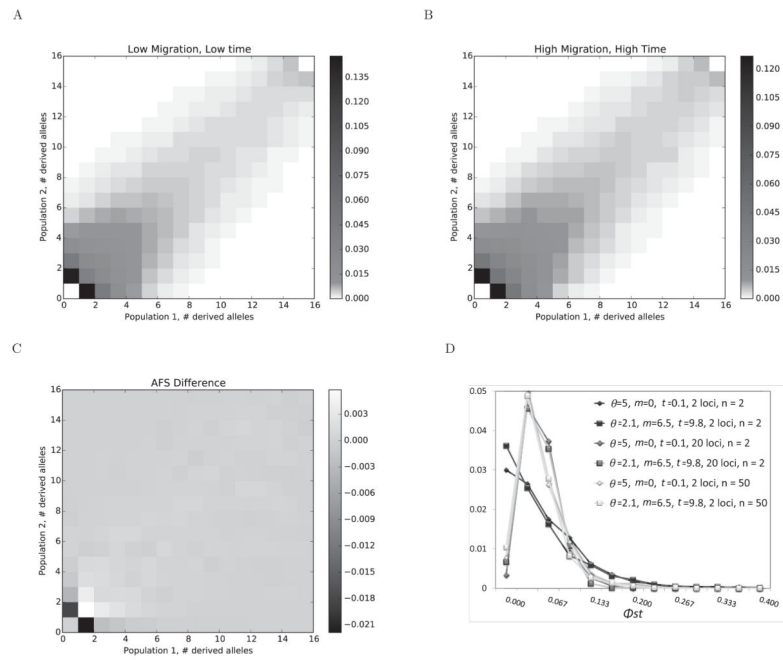 A
Low Migration, Low time
16
14
12
10
8
6
4
2
0
0 2 4 6 8 10 12 14 16
Population 2, # derived alleles
Population 1, # derived alleles
0.135
0.120
0.105
0.090
0.075
0.060
0.045
0.030
0.015
0.000
B
High Migration, High Time
16
14
12
10
8
6
4
2
0
0 2 4 6 8 10 12 14 16
Population 2, # derived alleles
Population 1, # derived alleles
0.120
0.105
0.090
0.075
0.060
0.045
0.030
0.015
0.000
C
AFS Difference
16
14
12
10
8
6
4
2
0
0 2 4 6 8 10 12 14 16
Population 2, # derived alleles
Population 1, # derived alleles
0.003
0.000
−0.003
−0.006
−0.009
−0.012
−0.015
−0.018
−0.021
D
0.05
0.04
0.03
0.02
0.01
0
θ=5, m=0, t=0.1, 2 loci, n = 2
θ=2.1, m=6.5, t=9.8, 2 loci, n = 2
θ=5, m=0, t=0.1, 20 loci, n = 2
θ=2.1, m=6.5, t=9.8, 20 loci, n = 2
θ=5, m=0, t=0.1, 2 loci, n = 50
θ=2.1, m=6.5, t=9.8, 2 loci, n = 50
0.000 0.067 0.133 0.200 0.267 0.333 0.400
Φst